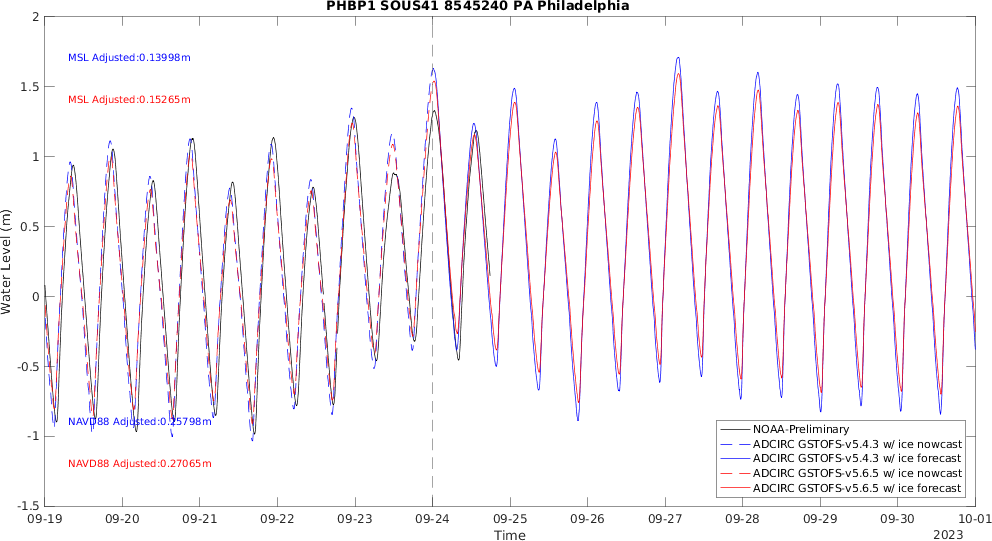 PHBP1 SOUS41 8545240 PA Philadelphia
2
1.5
1
0.5
0
-0.5
-1
-1.5
Water Level (m)
MSL Adjusted:0.13998m
MSL Adjusted:0.15265m
NAVD88 Adjusted:0.25798m
NAVD88 Adjusted:0.27065m
NOAA-Preliminary
ADCIRC GSTOFS-v5.4.3 w/ ice nowcast
ADCIRC GSTOFS-v5.4.3 w/ ice forecast
ADCIRC GSTOFS-v5.6.5 w/ ice nowcast
ADCIRC GSTOFS-v5.6.5 w/ ice forecast
09-19 09-20 09-21 09-22 09-23 09-24 09-25 09-26 09-27 09-28 09-29 09-30 10-01
Time
2023